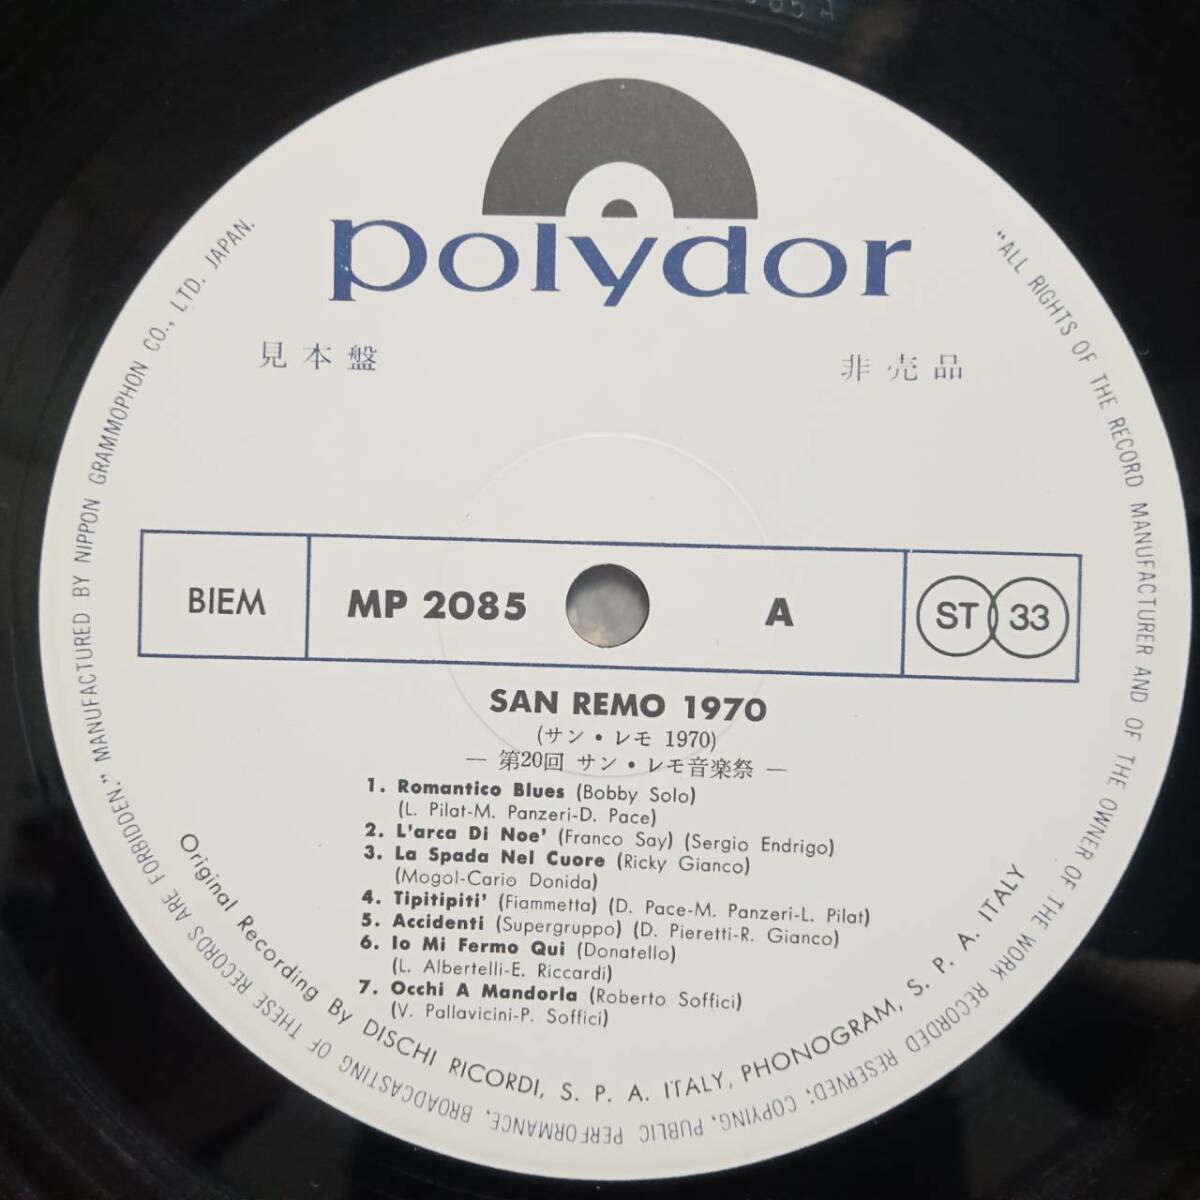 polydor
見本盤
非売品
BIEM
MP 2085
A
ST 33
SAN REMO 1970
(サン・レモ 1970)
— 第20回 サン・レモ音楽祭 —
1. Romantico Blues (Bobby Solo)
(L. Pilat-M. Panzeri-D. Pace)
2. L'arca Di Noe' (Franco Say) (Sergio Endrigo)
3. La Spada Nel Cuore (Ricky Gianco)
(Mogol-Cario Donida)
4. Tipitipiti' (Fiammetta) (D. Pace-M. Panzeri-L. Pilat)
5. Accidenti (Supergruppo) (D. Pieretti-R. Gianco)
6. Io Mi Fermo Qui (Donatello)
(L. Albertelli-E. Riccardi)
7. Occhi A Mandorla (Roberto Soffici)
(V. Pallavicini-P. Soffici)
Original Recording By DISCHI RICORDI, S. P. A. ITALY, PHONOGRAM, S. P. A. ITALY
"ALL RIGHTS OF THE RECORD MANUFACTURER AND OF THE OWNER OF THE WORK RECORDED RESERVED; COPYING, PUBLIC PERFORMANCE, BROADCASTING OF THESE RECORDS ARE FORBIDDEN." MANUFACTURED BY NIPPON GRAMMOPHON CO., LTD. JAPAN.